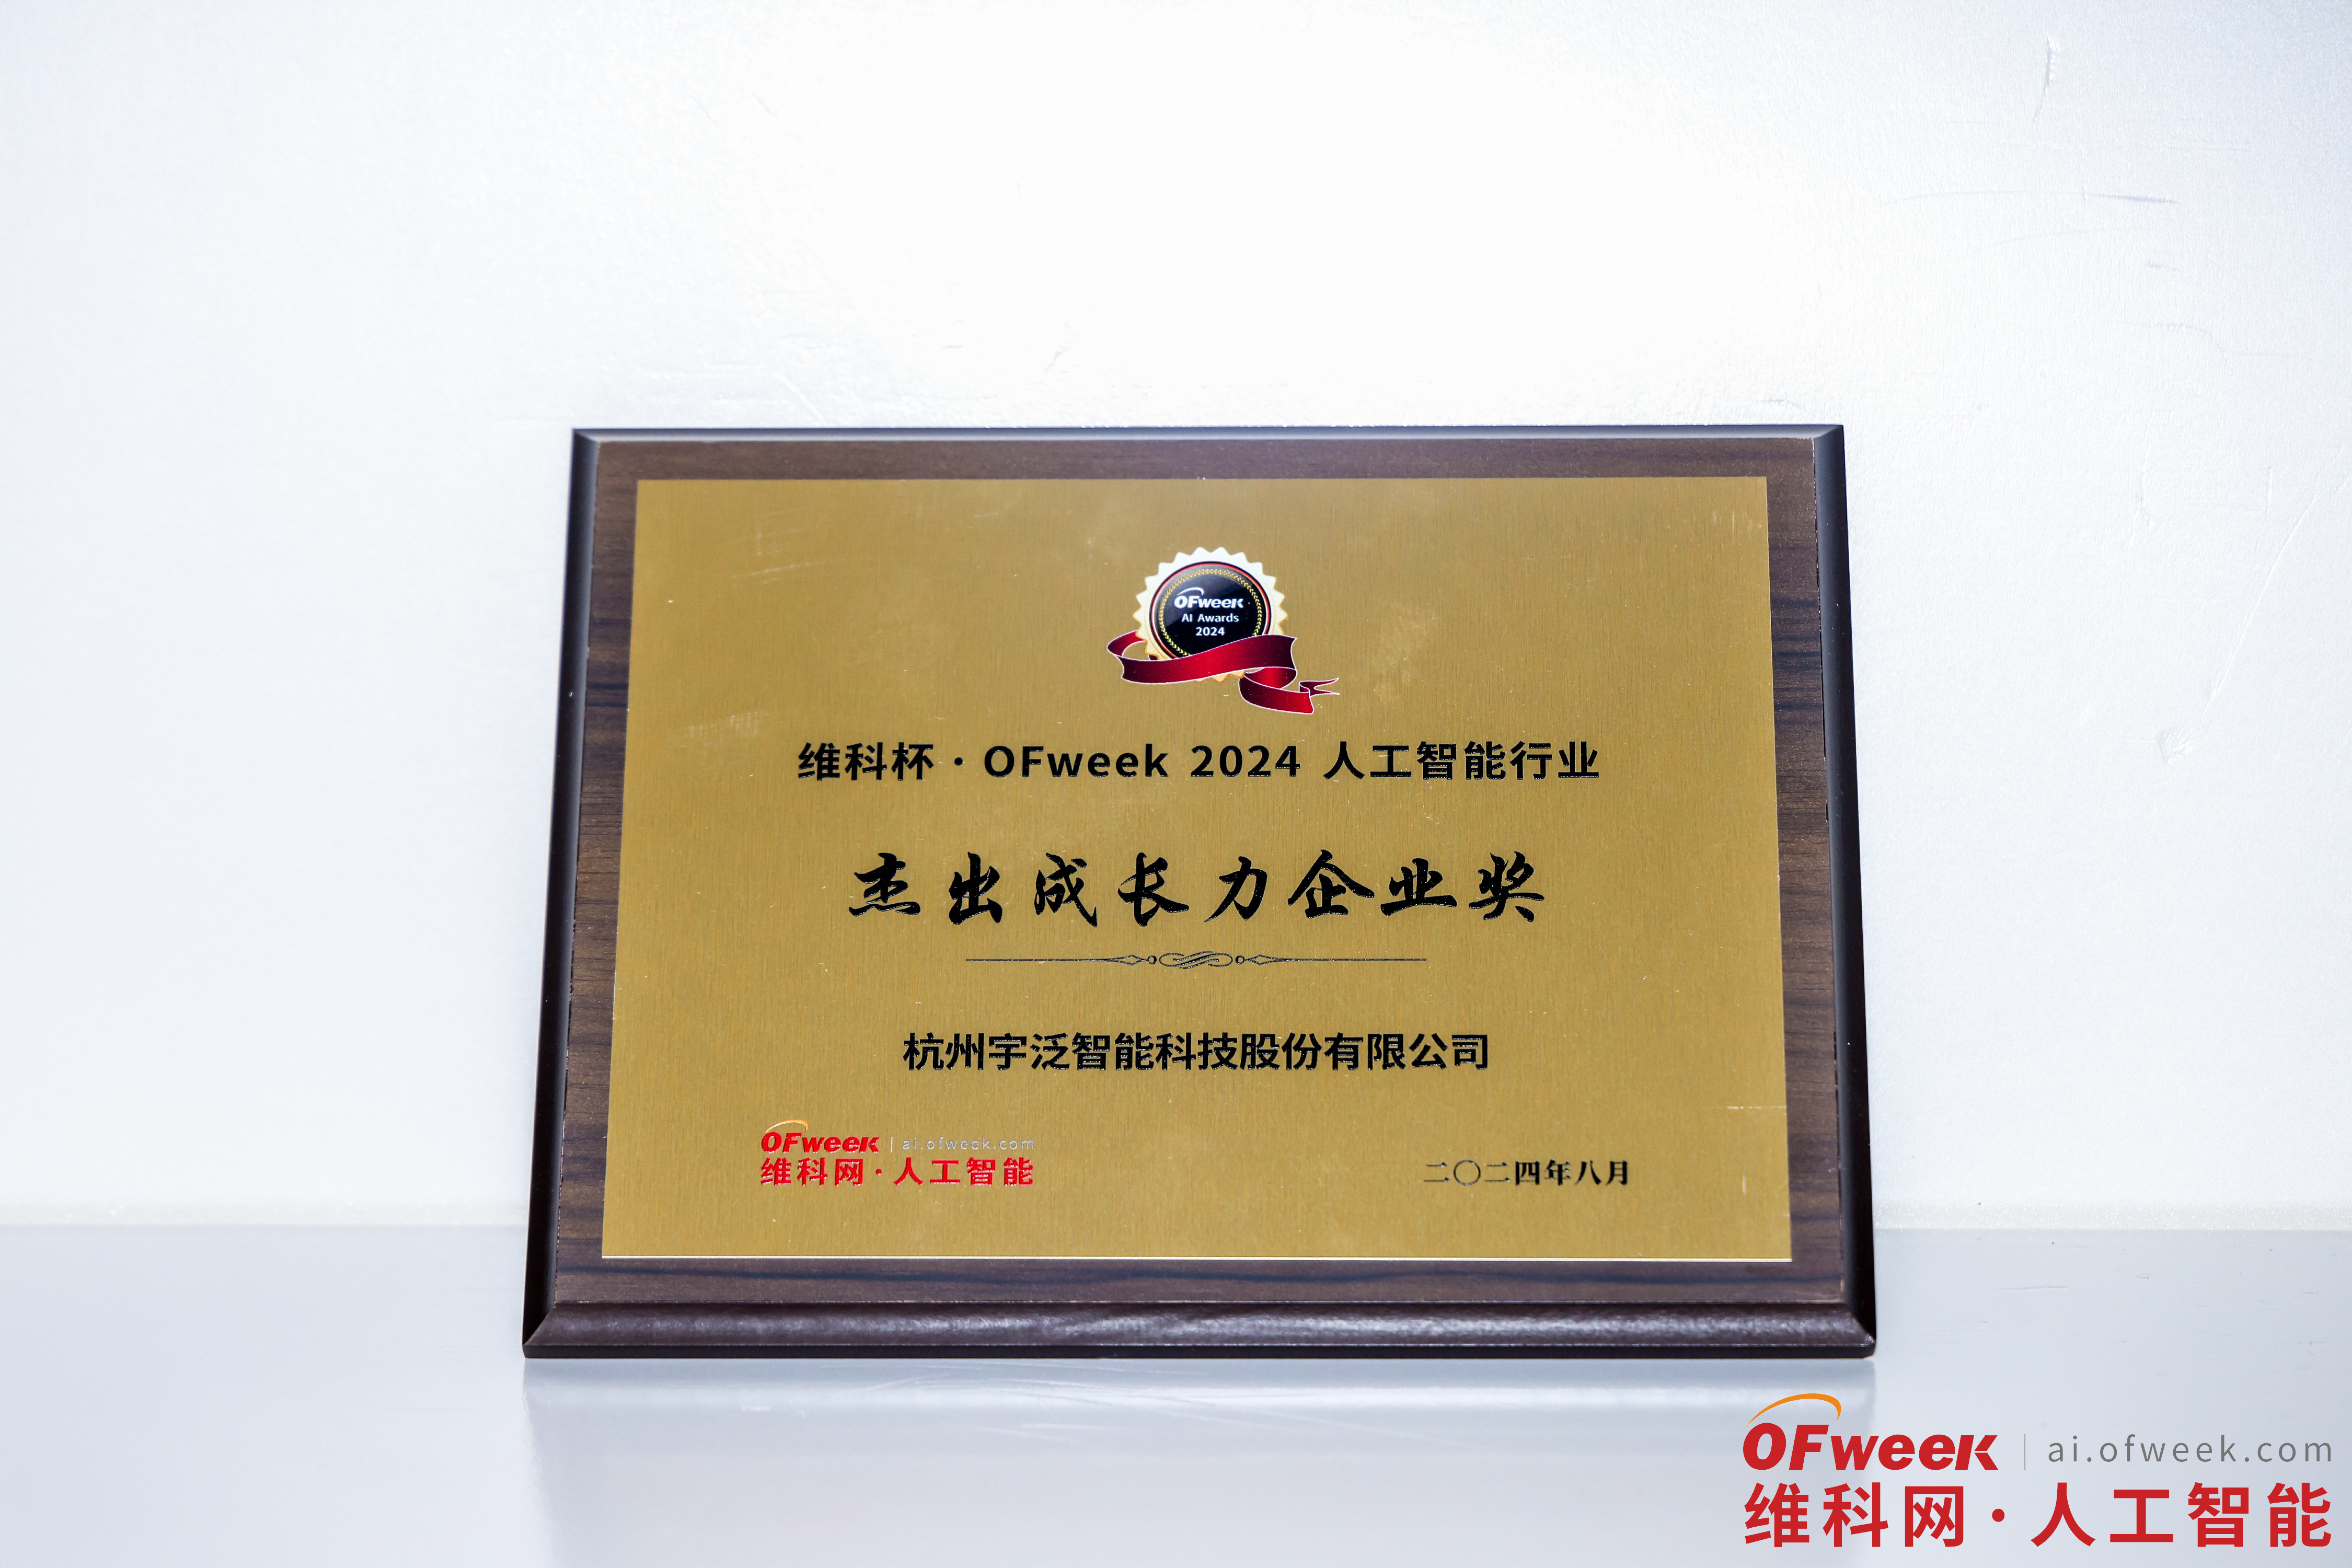 OFweek
AI Awards
2024
维科杯·OFweek 2024 人工智能行业
杰出成长力企业奖
杭州宇泛智能科技股份有限公司
OFweek | ai.ofweek.com
维科网·人工智能
二〇二四年八月
OFweek | ai.ofweek.com
维科网·人工智能